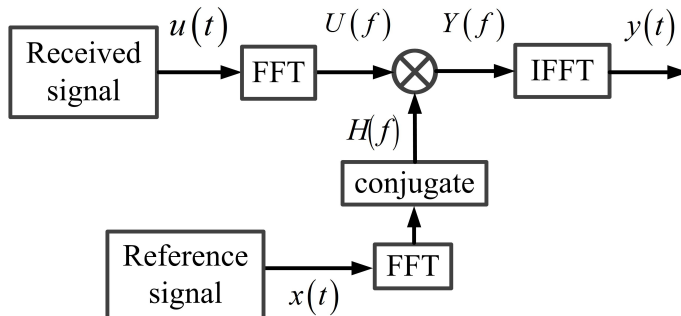 u(t) U(f) Y(f) y(t)
Received
signal
FFT
IFFT
H(f)
conjugate
Reference
signal
FFT
x(t)